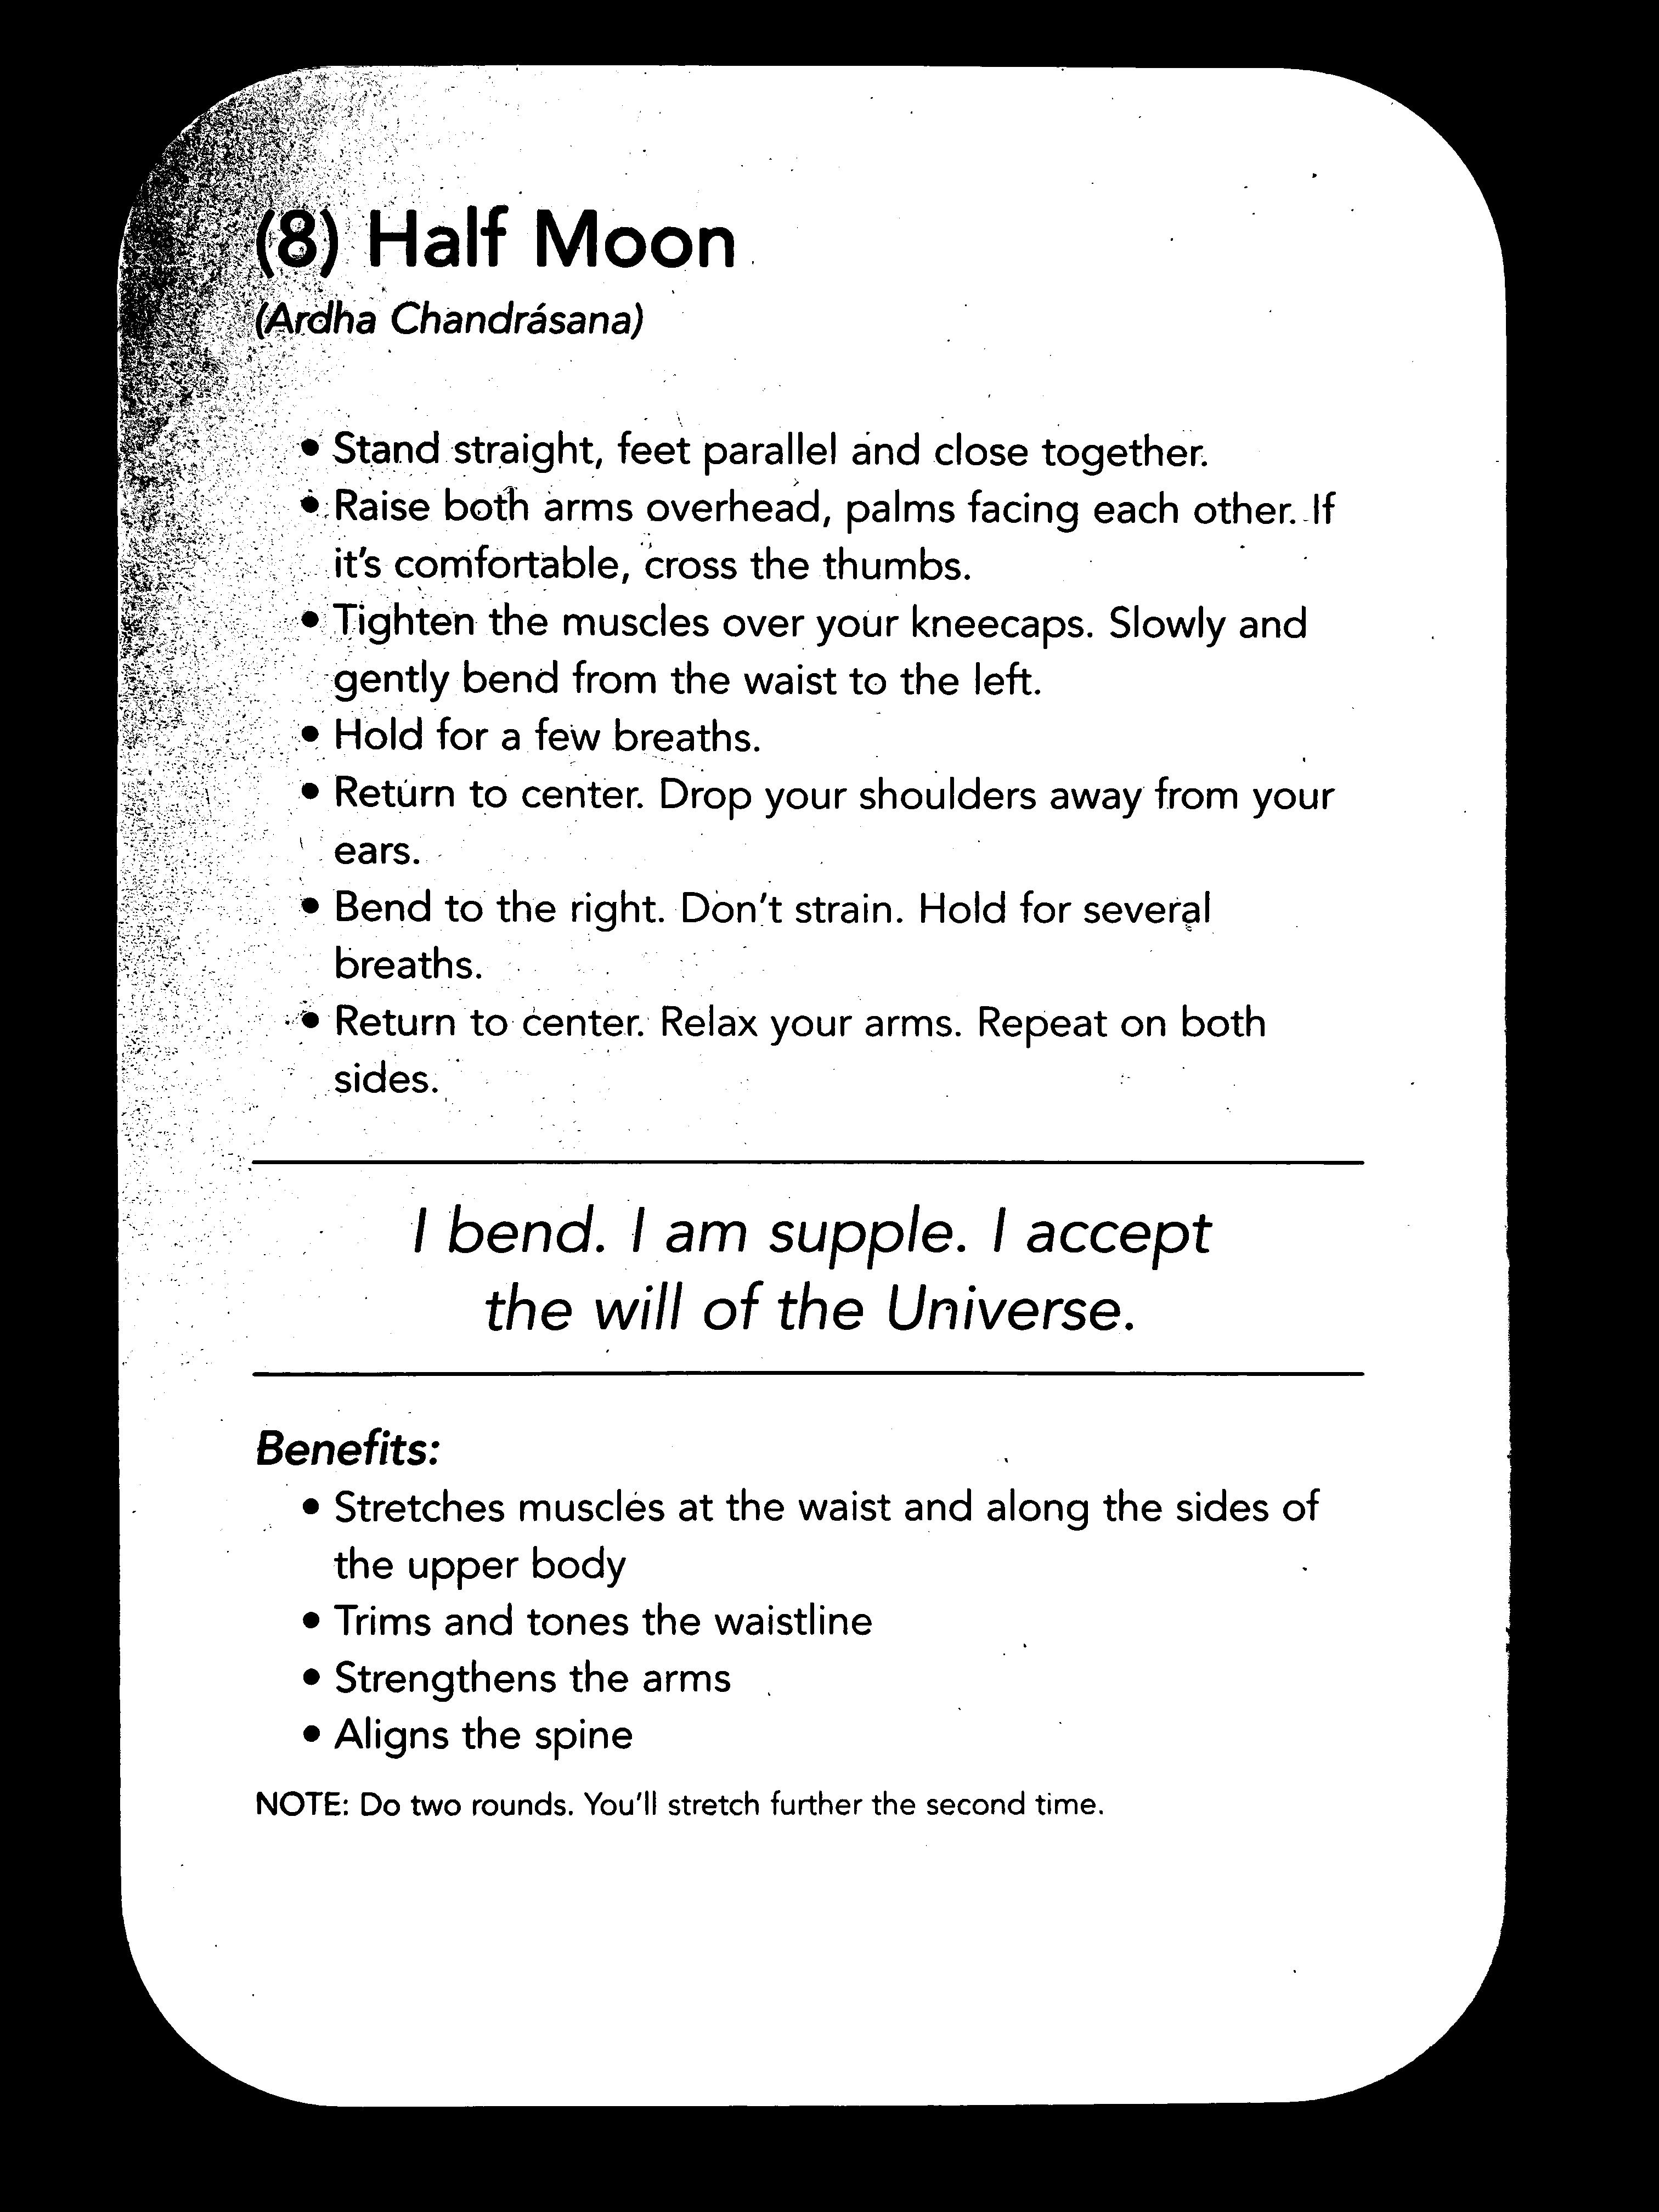 (8) Half Moon
(Ardha Chandrásana)
• Stand straight, feet parallel and close together.
• Raise both arms overhead, palms facing each other. If
it's comfortable, cross the thumbs.
• Tighten the muscles over your kneecaps. Slowly and
gently bend from the waist to the left.
• Hold for a few breaths.
• Return to center. Drop your shoulders away from your
ears.
• Bend to the right. Don't strain. Hold for several
breaths.
• Return to center. Relax your arms. Repeat on both
sides.
I bend. I am supple. I accept
the will of the Universe.
Benefits:
• Stretches muscles at the waist and along the sides of
the upper body
• Trims and tones the waistline
• Strengthens the arms
• Aligns the spine
NOTE: Do two rounds. You'll stretch further the second time.